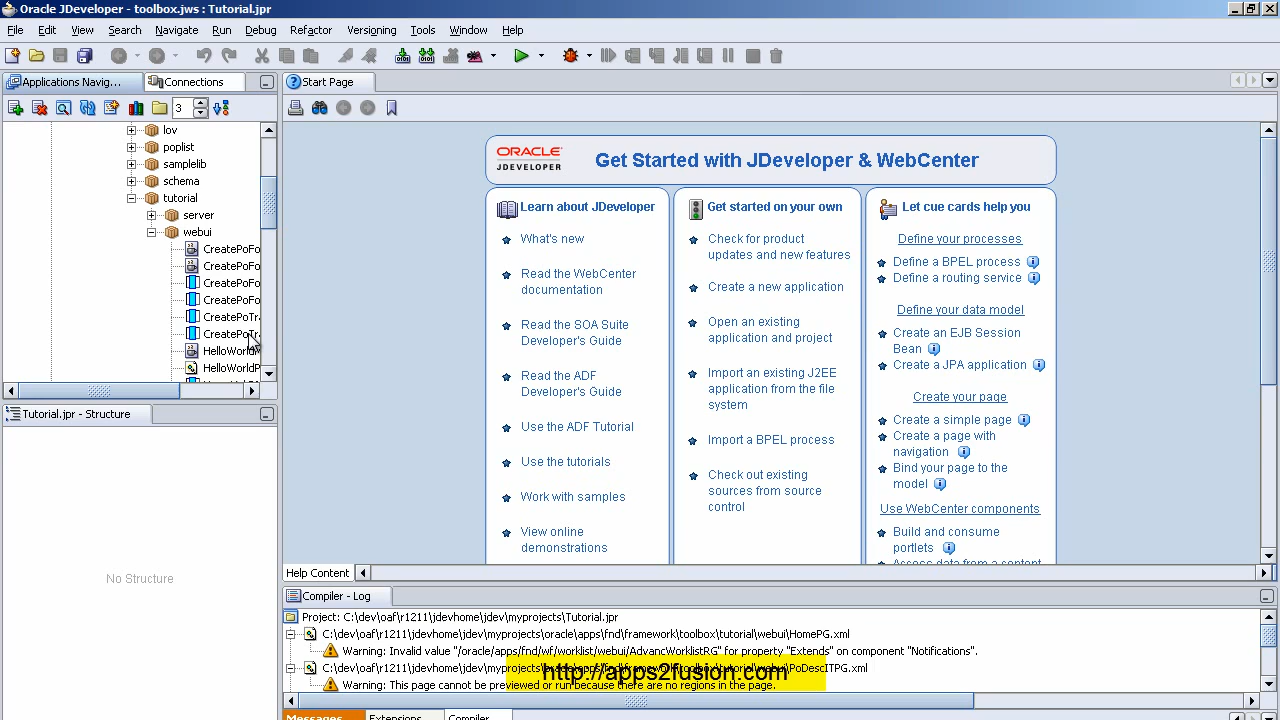 Oracle JDeveloper - toolbox.jws : Tutorial.jpr
File Edit View Search Navigate Run Debug Refactor Versioning Tools Window Help
Applications Navig... Connections
Start Page
3
lov
poplist
samplelib
schema
tutorial
server
webui
CreatePoFo
CreatePoFo
CreatePoFo
CreatePoFo
CreatePoTr
CreatePoTr
HelloWorld
HelloWorldP
Tutorial.jpr - Structure
No Structure
ORACLE
JDEVELOPER
Get Started with JDeveloper & WebCenter
Learn about JDeveloper
What's new
Read the WebCenter
documentation
Read the SOA Suite
Developer's Guide
Read the ADF
Developer's Guide
Use the ADF Tutorial
Use the tutorials
Work with samples
View online
demonstrations
Get started on your own
Check for product
updates and new features
Create a new application
Open an existing
application and project
Import an existing J2EE
application from the file
system
Import a BPEL process
Check out existing
sources from source
control
Let cue cards help you
Define your processes
Define a BPEL process
Define a routing service
Define your data model
Create an EJB Session
Bean
Create a JPA application
Create your page
Create a simple page
Create a page with
navigation
Bind your page to the
model
Use WebCenter components
Build and consume
portlets
Access data from a content
Help Content
Compiler - Log
Project: C:\dev\oaf\r1211\jdevhome\jdev\myprojects\Tutorial.jpr
C:\dev\oaf\r1211\jdevhome\jdev\myprojects\oracle\apps\fnd\framework\toolbox\tutorial\webui\HomePG.xml
Warning: Invalid value "/oracle/apps/fnd/wf/worklist/webui/AdvancWorklistRG" for property "Extends" on component "Notifications".
C:\dev\oaf\r1211\jdevhome\jdev\myprojects\oracle\apps\fnd\framework\toolbox\tutorial\webui\PoDescITPG.xml
Warning: This page cannot be previewed or run because there are no regions in the page.
http://apps2fusion.com
Messages Extensions Compiler